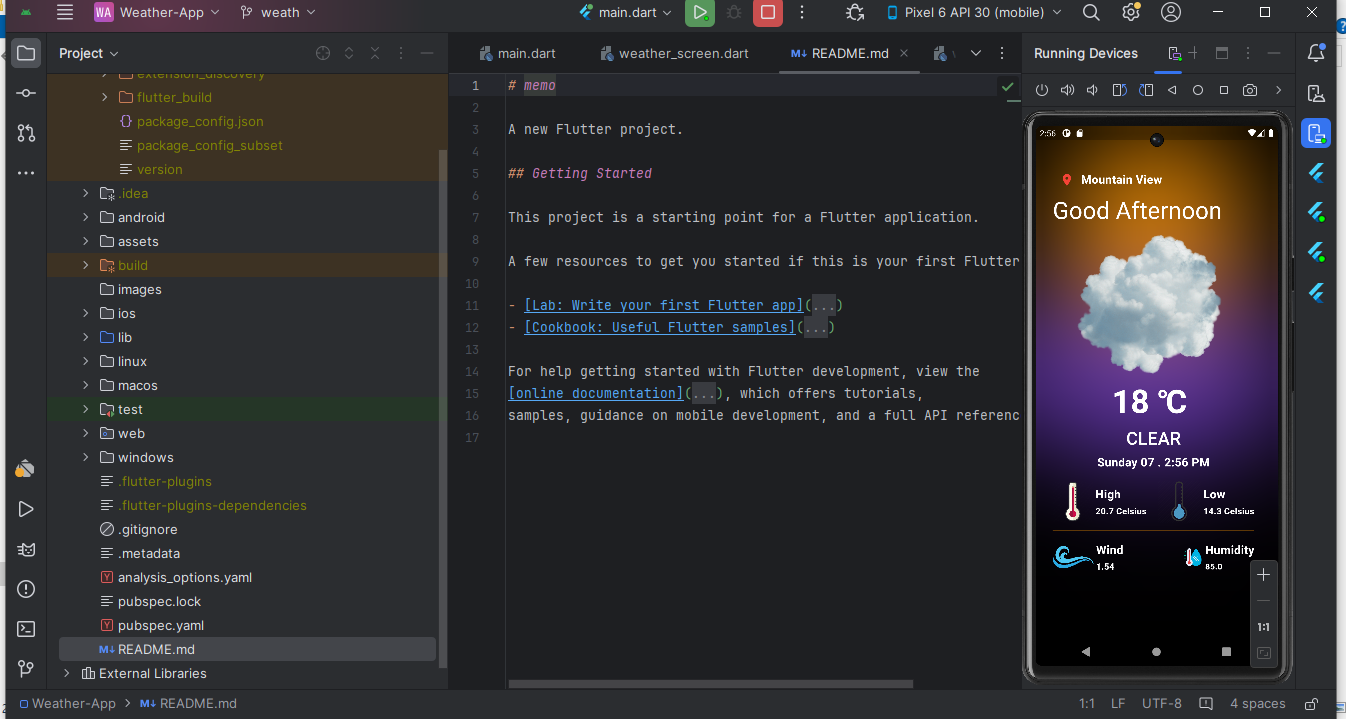 WA Weather-App weath main.dart Pixel 6 API 30 (mobile)
Project
extension_discovery
flutter_build
package_config.json
package_config_subset
version
.idea
android
assets
build
images
ios
lib
linux
macos
test
web
windows
.flutter-plugins
.flutter-plugins-dependencies
.gitignore
.metadata
analysis_options.yaml
pubspec.lock
pubspec.yaml
README.md
External Libraries
main.dart weather_screen.dart README.md
1 # memo
2
3 A new Flutter project.
4
5 ## Getting Started
6
7 This project is a starting point for a Flutter application.
8
9 A few resources to get you started if this is your first Flutter
10
11 - [Lab: Write your first Flutter app](...)
12 - [Cookbook: Useful Flutter samples](...)
13
14 For help getting started with Flutter development, view the
15 [online documentation](...), which offers tutorials,
16 samples, guidance on mobile development, and a full API referenc
17
Running Devices
2:56
Mountain View
Good Afternoon
18 ℃
CLEAR
Sunday 07 . 2:56 PM
High Low
20.7 Celsius 14.3 Celsius
Wind Humidity
1.54 85.0
1:1
Weather-App > README.md 1:1 LF UTF-8 4 spaces